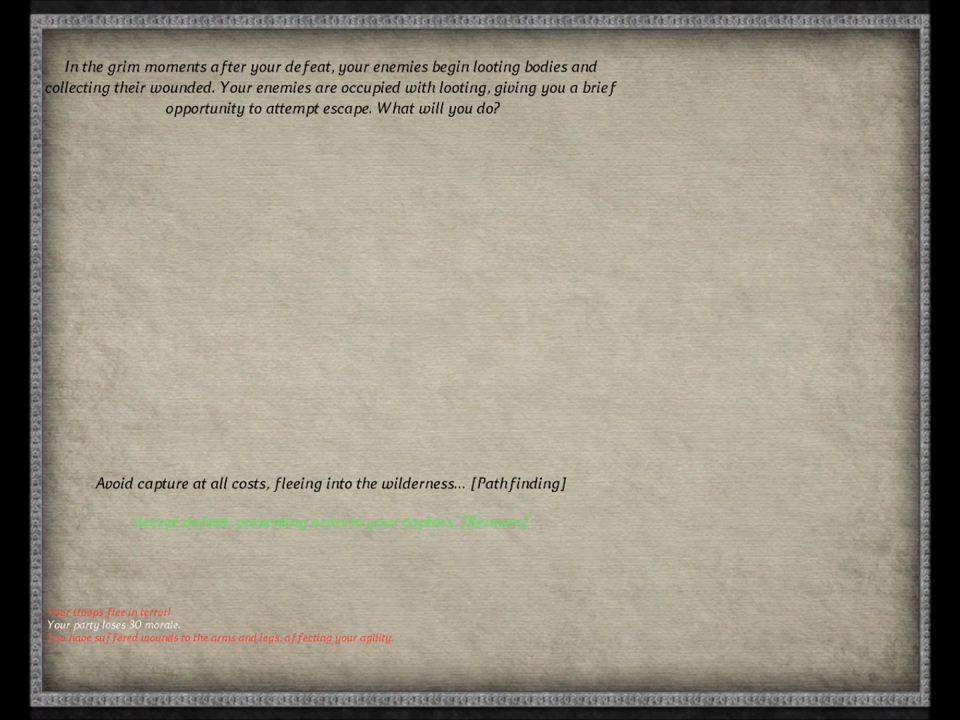 In the grim moments after your defeat, your enemies begin looting bodies and
collecting their wounded. Your enemies are occupied with looting, giving you a brief
opportunity to attempt escape. What will you do?
Avoid capture at all costs, fleeing into the wilderness... [Pathfinding]
Accept defeat, presenting arms to your captors. [Renown]
Your troops flee in terror!
Your party loses 30 morale.
You have suffered wounds to the arms and legs, affecting your agility.